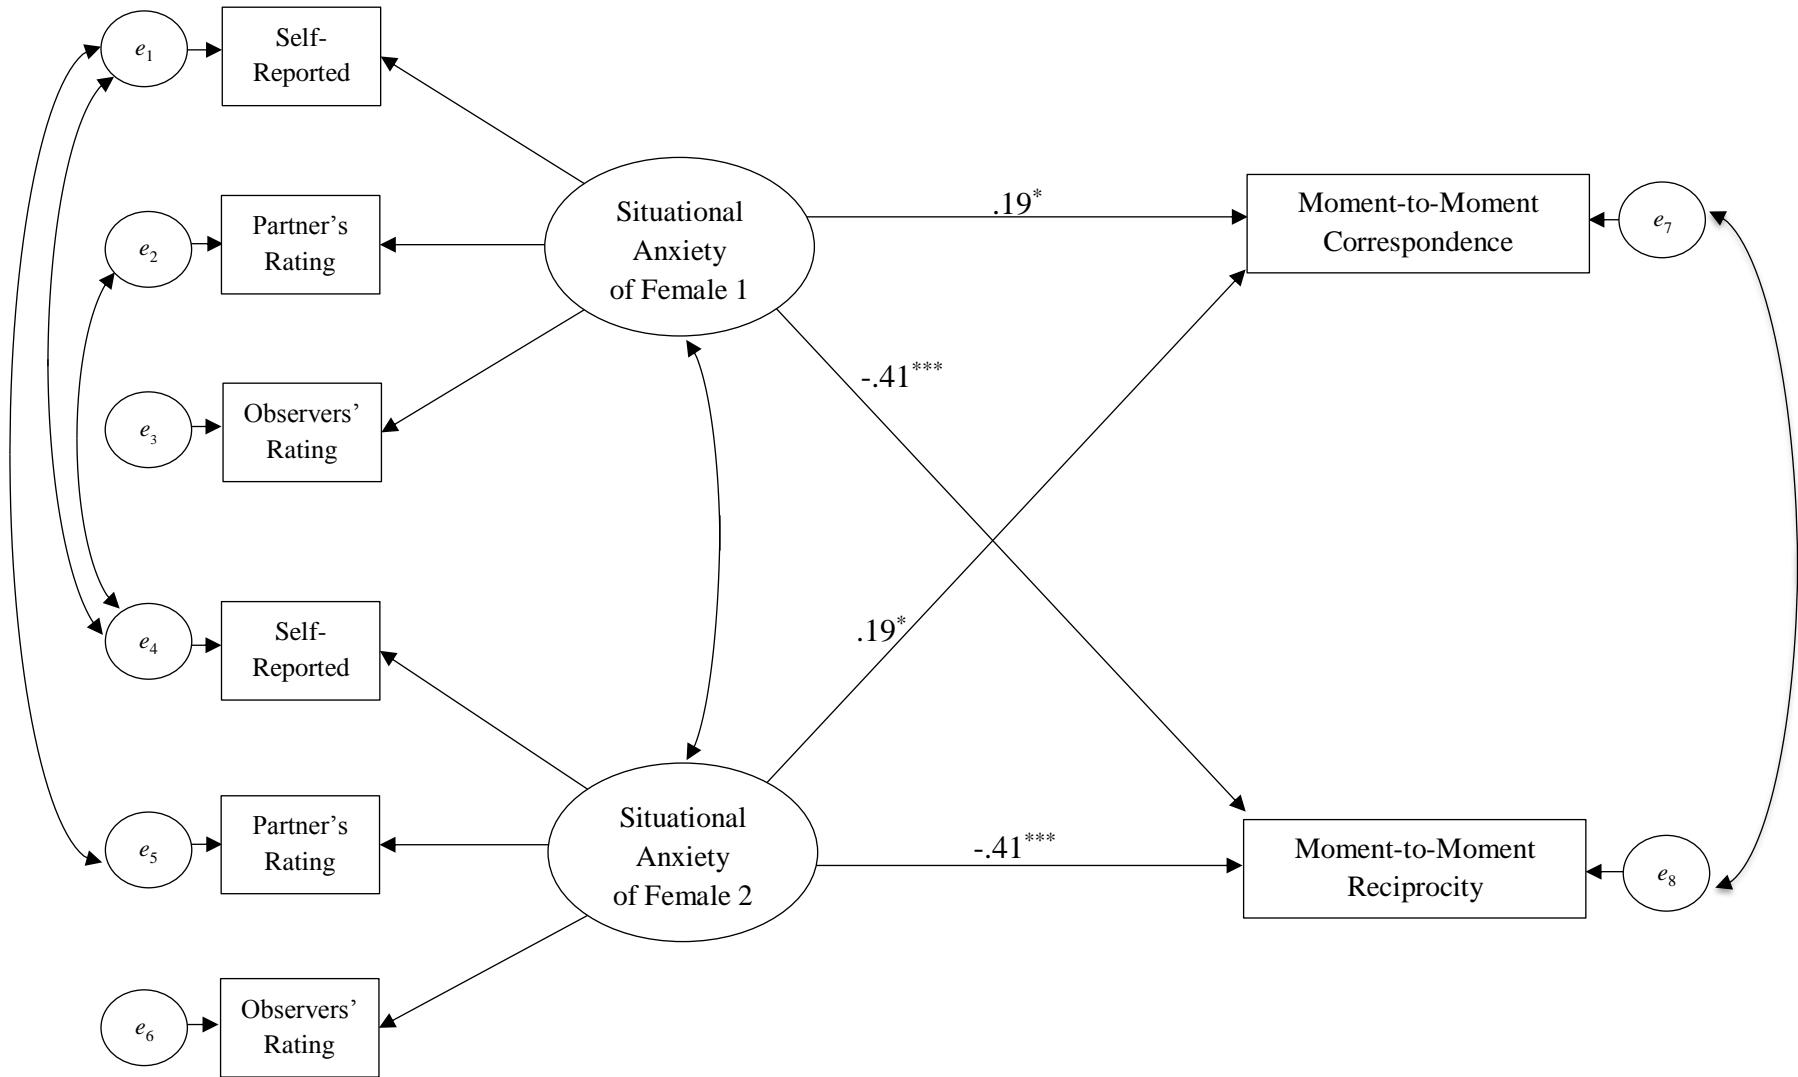 e1
Self-
Reported
e2
Partner’s
Rating
e3
Observers’
Rating
Situational
Anxiety
of Female 1
.19*
Moment-to-Moment
Correspondence
e7
-.41***
e4
Self-
Reported
.19*
e5
Partner’s
Rating
Situational
Anxiety
of Female 2
-.41***
Moment-to-Moment
Reciprocity
e8
e6
Observers’
Rating